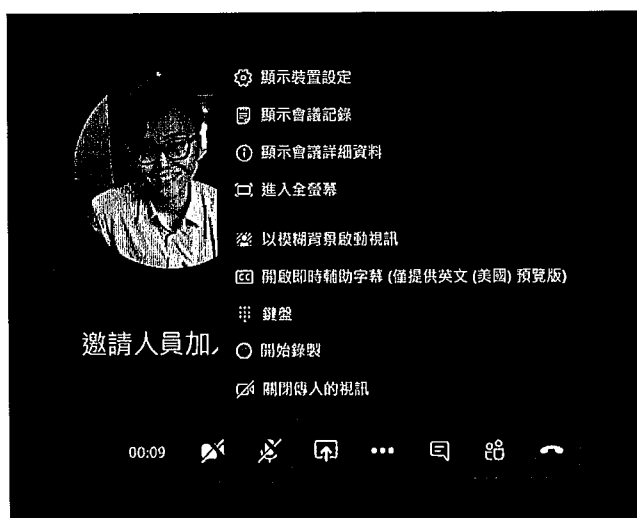 顯示裝置設定
顯示會議記錄
顯示會議詳細資料
進入全螢幕
以模糊背景啟動視訊
CC 開啟即時輔助字幕 (僅提供英文 (美國) 預覽版)
鍵盤
邀請人員加入
開始錄製
關閉傳入的視訊
00:09